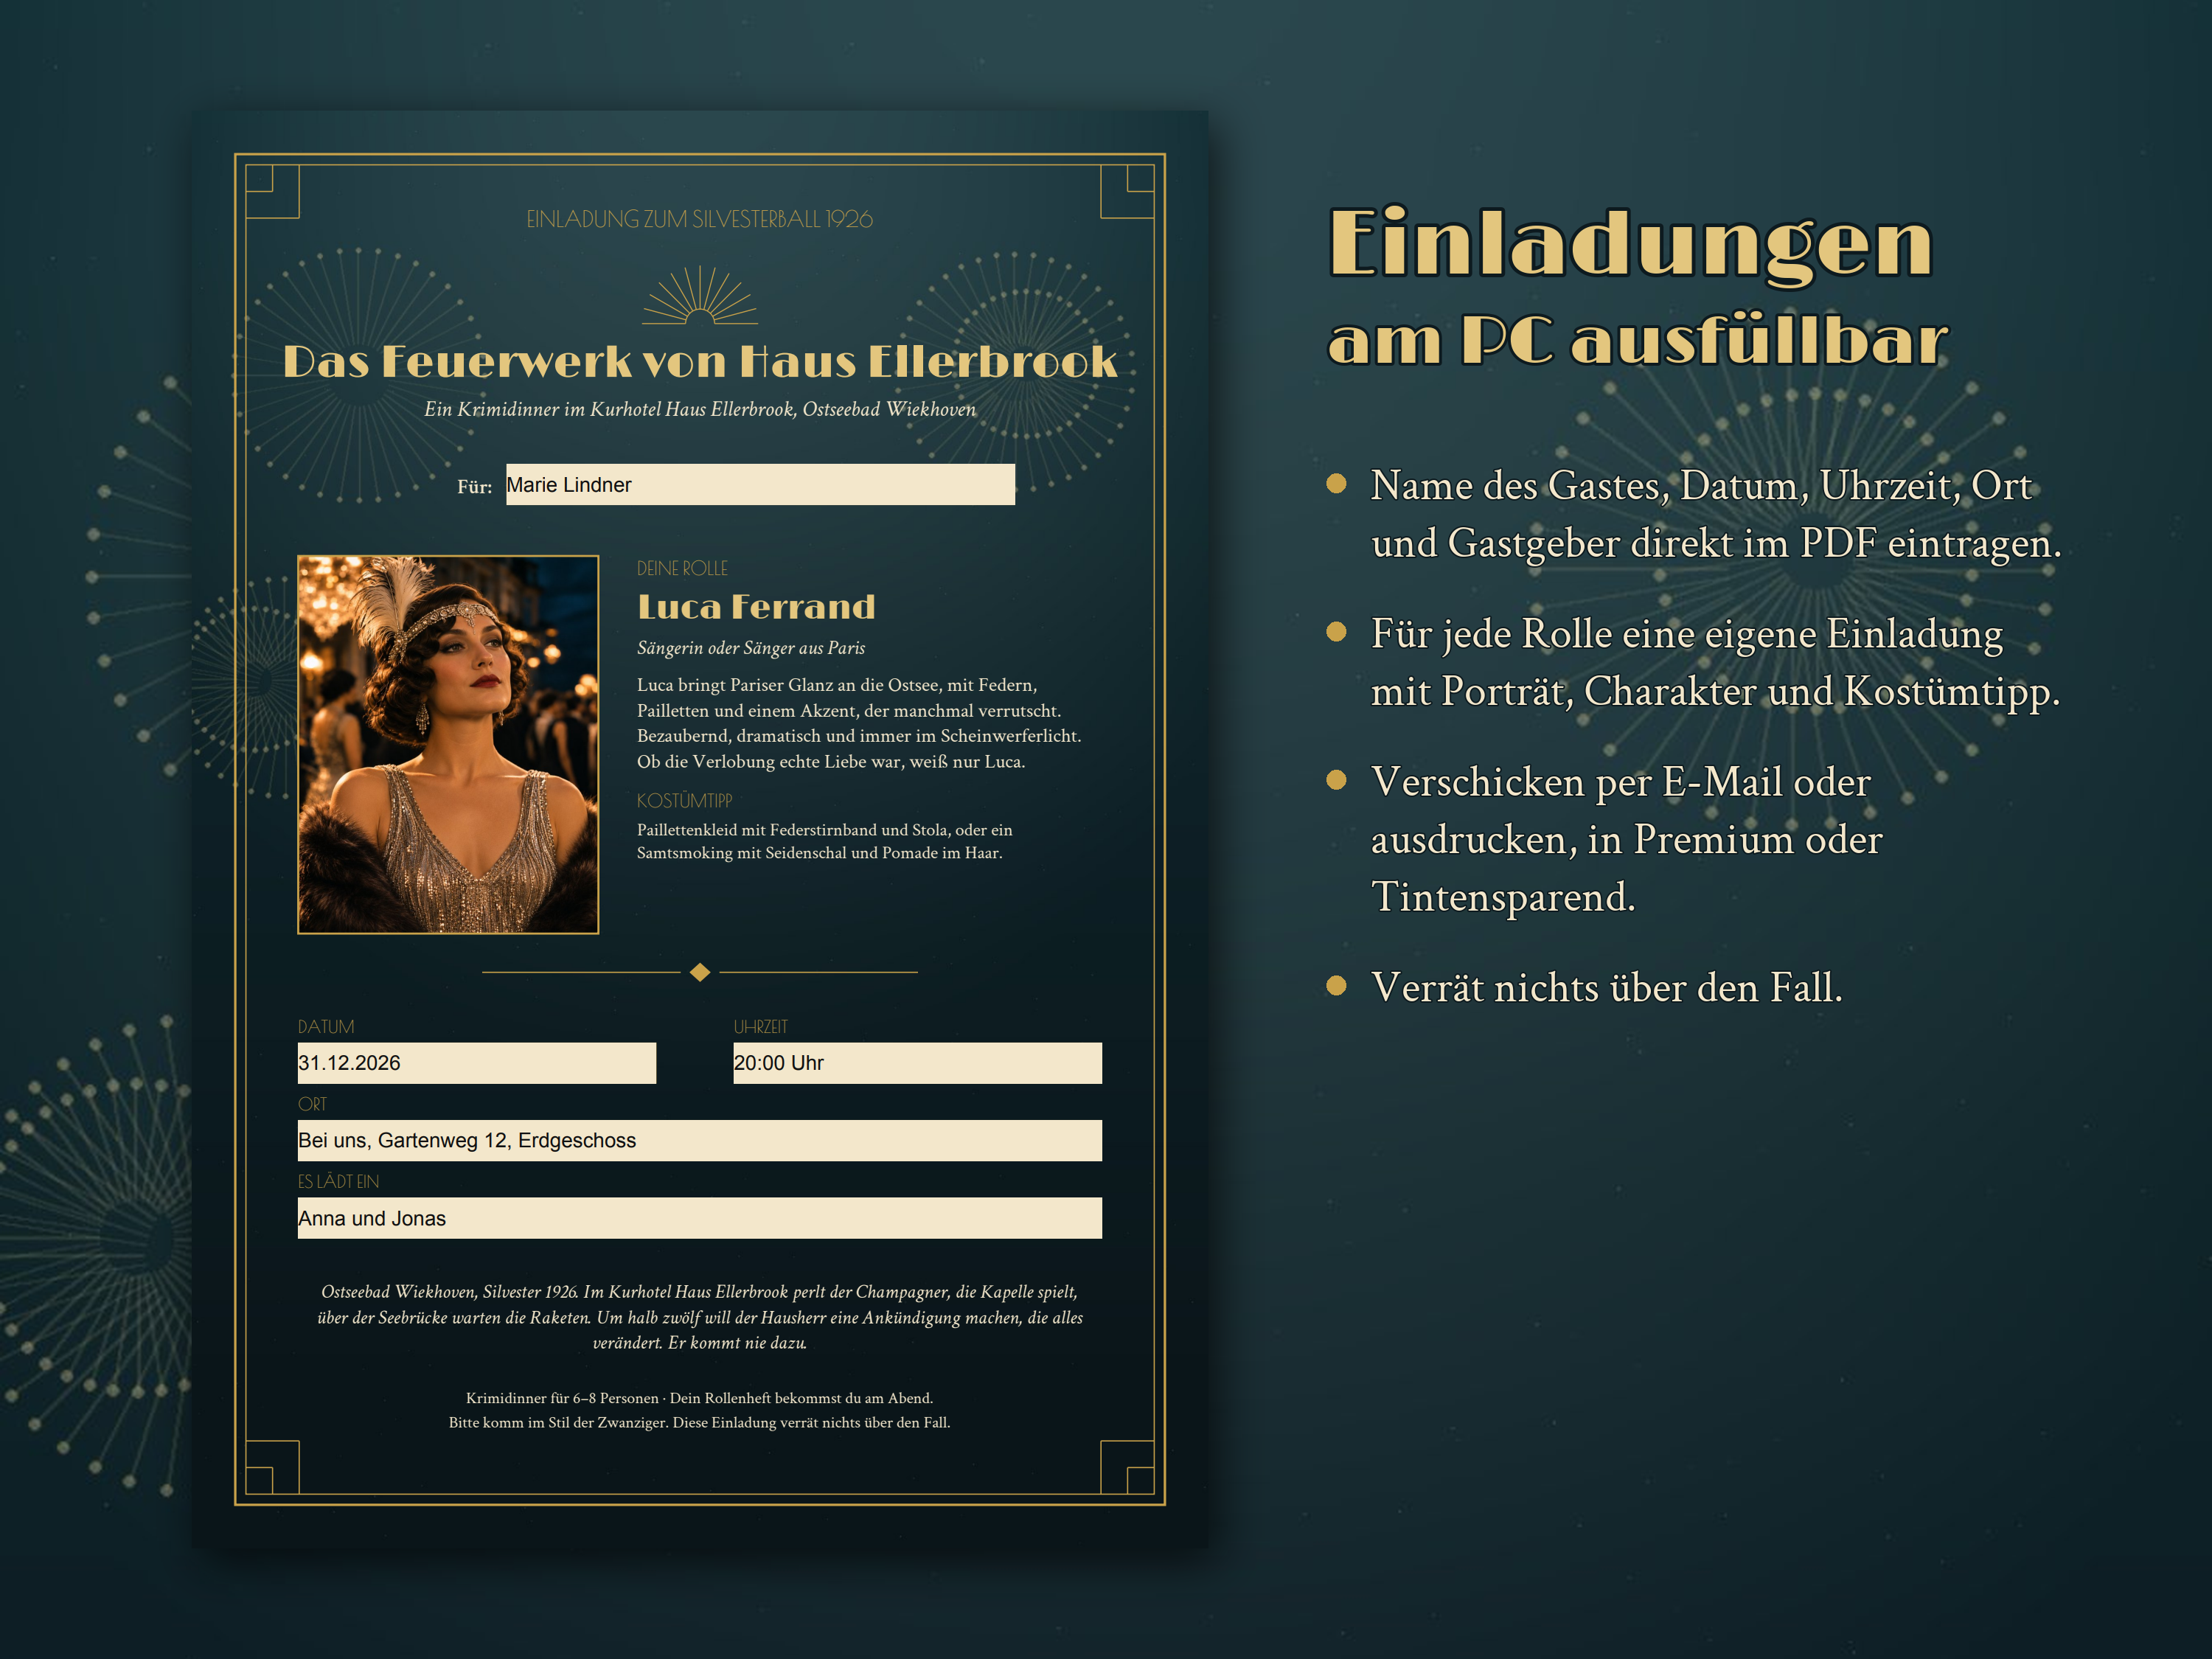 EINLADUNG ZUM SILVESTERBALL 1926
Das Feuerwerk von Haus Ellerbrook
Ein Krimidinner im Kurhotel Haus Ellerbrook, Ostseebad Wiekhoven
Für: Marie Lindner
DEINE ROLLE
Luca Ferrand
Sängerin oder Sänger aus Paris
Luca bringt Pariser Glanz an die Ostsee, mit Federn,
Pailletten und einem Akzent, der manchmal verrutscht.
Bezaubernd, dramatisch und immer im Scheinwerferlicht.
Ob die Verlobung echte Liebe war, weiß nur Luca.
KOSTÜMTIPP
Paillettenkleid mit Federstirnband und Stola, oder ein
Samtsmoking mit Seidenschal und Pomade im Haar.
DATUM
31.12.2026
UHRZEIT
20:00 Uhr
ORT
Bei uns, Gartenweg 12, Erdgeschoss
ES LÄDT EIN
Anna und Jonas
Ostseebad Wiekhoven, Silvester 1926. Im Kurhotel Haus Ellerbrook perlt der Champagner, die Kapelle spielt,
über der Seebrücke warten die Raketen. Um halb zwölf will der Hausherr eine Ankündigung machen, die alles
verändert. Er kommt nie dazu.
Krimidinner für 6–8 Personen · Dein Rollenheft bekommst du am Abend.
Bitte komm im Stil der Zwanziger. Diese Einladung verrät nichts über den Fall.
Einladungen
am PC ausfüllbar
Name des Gastes, Datum, Uhrzeit, Ort
und Gastgeber direkt im PDF eintragen.
Für jede Rolle eine eigene Einladung
mit Porträt, Charakter und Kostümtipp.
Verschicken per E-Mail oder
ausdrucken, in Premium oder
Tintensparend.
Verrät nichts über den Fall.